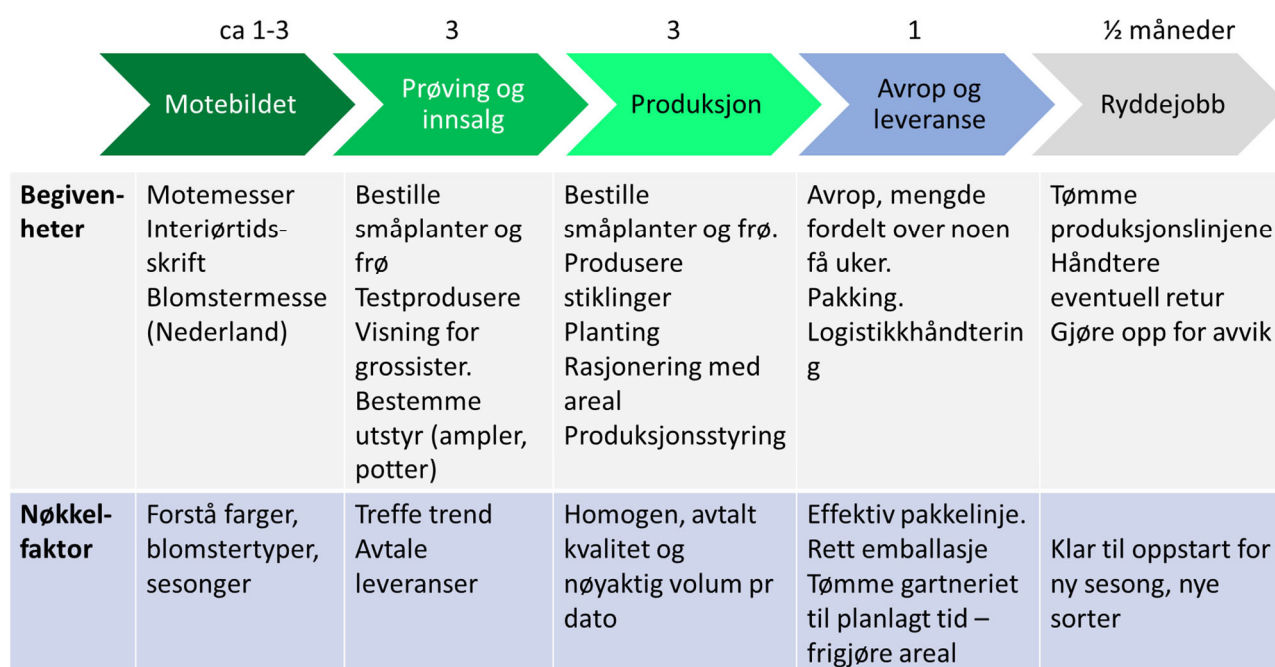 ca 1-3
3
3
1
½ måneder
Motebildet
Prøving og
innsalg
Produksjon
Avrop og
leveranse
Ryddejobb
Begiven-
heter
Motemesser
Interiørtids-
skrift
Blomstermesse
(Nederland)
Bestille
småplanter og
frø
Testprodusere
Visning for
grossister.
Bestemme
utstyr (ampler,
potter)
Bestille
småplanter og frø.
Produsere
stiklinger
Planting
Rasjonering med
areal
Produksjonsstyring
Avrop, mengde
fordelt over noen
få uker.
Pakking.
Logistikkhåndterin
g
Tømme
produksjonslinjene
Håndtere
eventuell retur
Gjøre opp for avvik
Nøkkel-
faktor
Forstå farger,
blomstertyper,
sesonger
Treffe trend
Avtale
leveranser
Homogen, avtalt
kvalitet og
nøyaktig volum pr
dato
Effektiv pakkelinje.
Rett emballasje
Tømme gartneriet
til planlagt tid –
frigjøre areal
Klar til oppstart for
ny sesong, nye
sorter